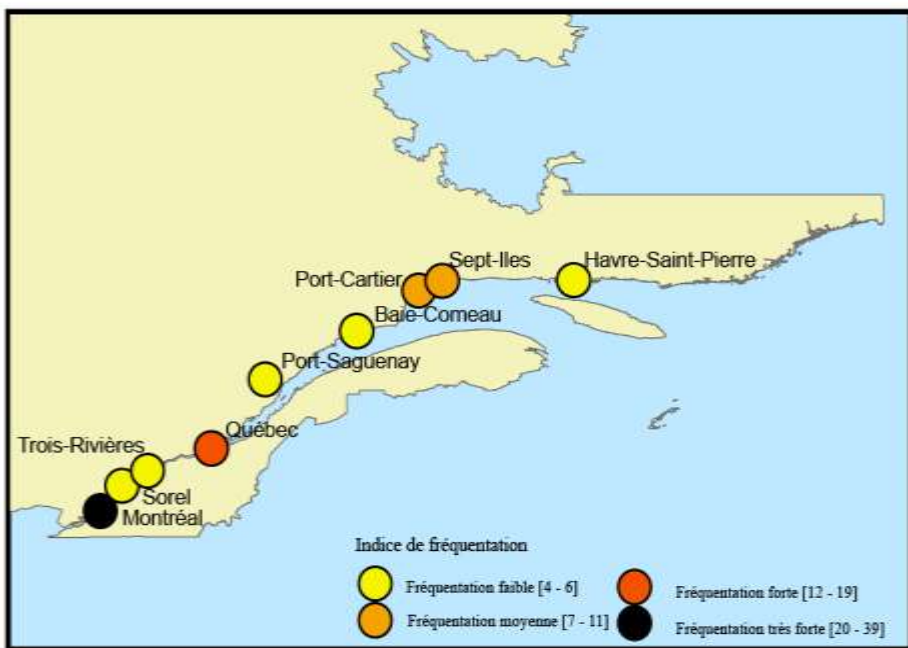 Sept-Iles
Havre-Saint-Pierre
Port-Cartier
Baie-Comeau
Port-Saguenay
Québec
Trois-Rivières
Sorel
Montréal
Indice de fréquentation
Fréquentation faible [4 - 6]
Fréquentation forte [12 - 19]
Fréquentation moyenne [7 - 11]
Fréquentation très forte [20 - 39]